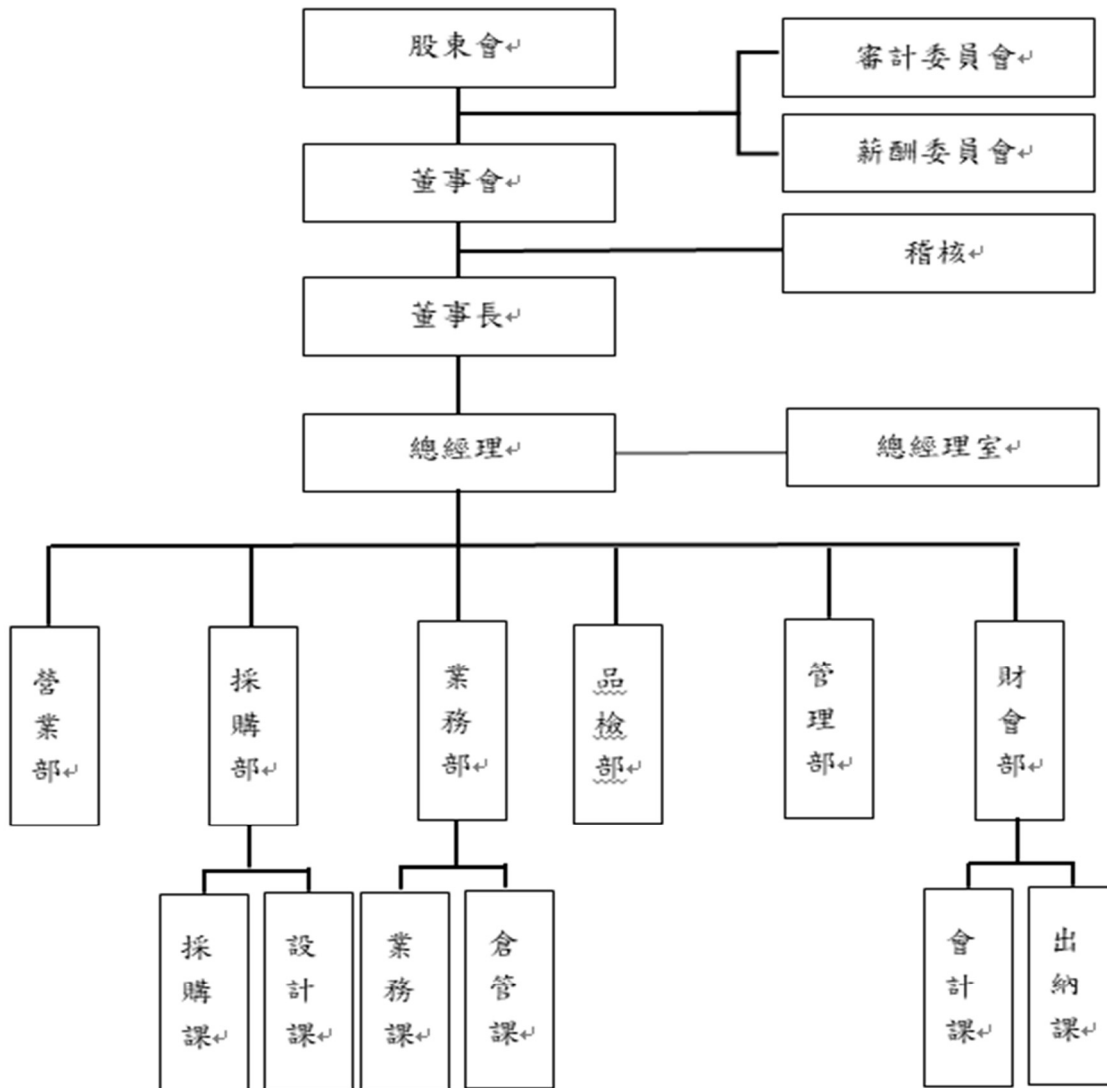 股東會
審計委員會
薪酬委員會
董事會
稽核
董事長
總經理
總經理室
營業部
採購部
業務部
品檢部
管理部
財會部
採購課
設計課
業務課
倉管課
會計課
出納課